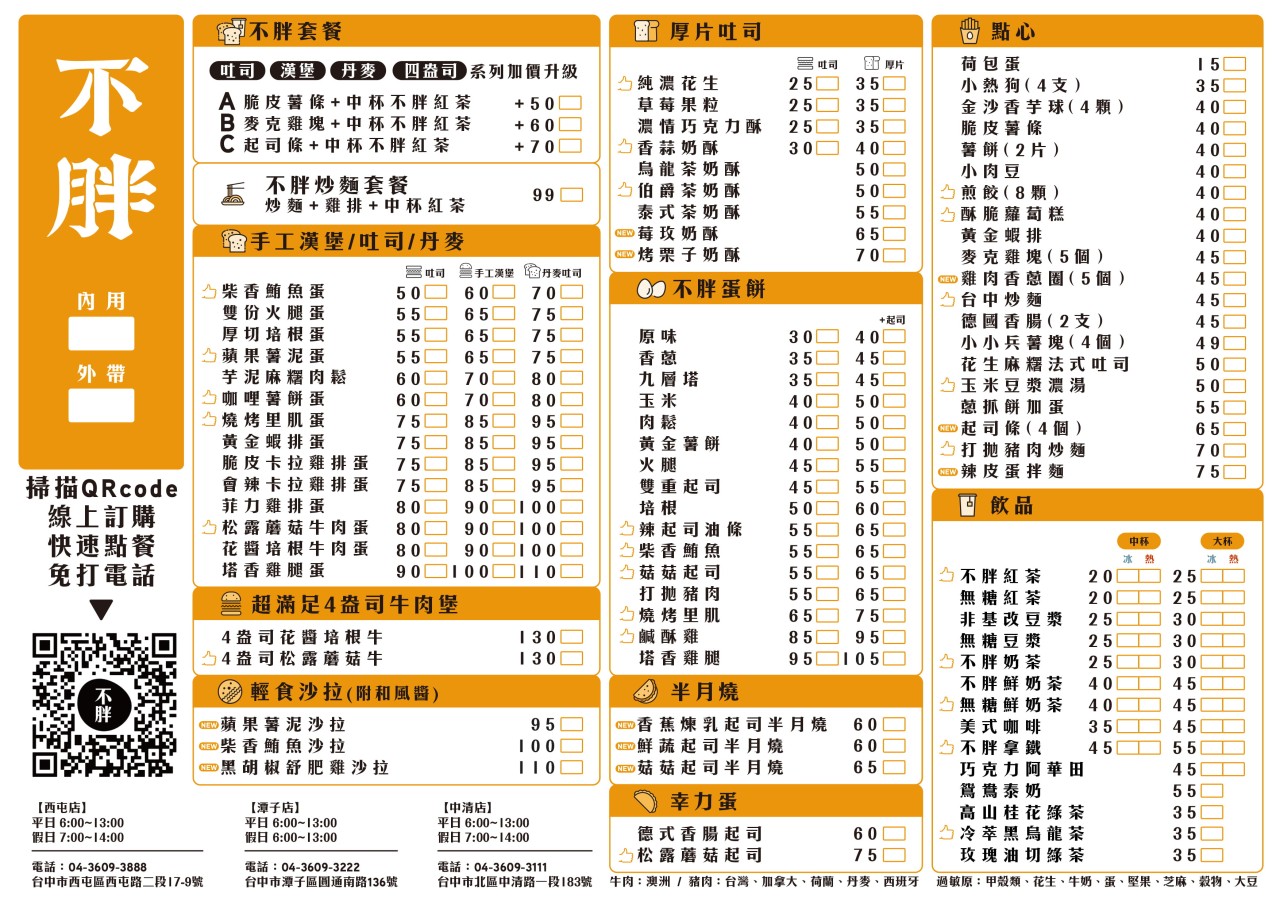 不胖
內用
外帶
掃描QRcode
線上訂購
快速點餐
免打電話
不胖
不胖套餐
吐司 漢堡 丹麥 四盎司 系列加價升級
A 脆皮薯條+中杯不胖紅茶 +50
B 麥克雞塊+中杯不胖紅茶 +60
C 起司條+中杯不胖紅茶 +70
不胖炒麵套餐 99
炒麵+雞排+中杯紅茶
手工漢堡/吐司/丹麥
吐司 手工漢堡 丹麥吐司
柴香鮪魚蛋 50 60 70
雙份火腿蛋 55 65 75
厚切培根蛋 55 65 75
蘋果薯泥蛋 55 65 75
芋泥麻糬肉鬆 60 70 80
咖哩薯餅蛋 60 70 80
燒烤里肌蛋 75 85 95
黃金蝦排蛋 75 85 95
脆皮卡拉雞排蛋 75 85 95
會辣卡拉雞排蛋 75 85 95
菲力雞排蛋 80 90 100
松露蘑菇牛肉蛋 80 90 100
花醬培根牛肉蛋 80 90 100
塔香雞腿蛋 90 100 110
超滿足4盎司牛肉堡
4盎司花醬培根牛 130
4盎司松露蘑菇牛 130
輕食沙拉(附和風醬)
NEW 蘋果薯泥沙拉 95
NEW 柴香鮪魚沙拉 100
NEW 黑胡椒舒肥雞沙拉 110
厚片吐司
吐司 厚片
純濃花生 25 35
草莓果粒 25 35
濃情巧克力酥 25 35
香蒜奶酥 30 40
烏龍茶奶酥 50
伯爵茶奶酥 50
泰式茶奶酥 55
NEW 莓玫奶酥 65
NEW 烤栗子奶酥 70
不胖蛋餅
+起司
原味 30 40
香蔥 35 45
九層塔 35 45
玉米 40 50
肉鬆 40 50
黃金薯餅 40 50
火腿 45 55
雙重起司 45 55
培根 50 60
辣起司油條 55 65
柴香鮪魚 55 65
菇菇起司 55 65
打拋豬肉 55 65
燒烤里肌 65 75
鹹酥雞 85 95
塔香雞腿 95 105
半月燒
NEW 香蕉煉乳起司半月燒 60
NEW 鮮蔬起司半月燒 60
NEW 菇菇起司半月燒 65
幸力蛋
德式香腸起司 60
松露蘑菇起司 75
點心
荷包蛋 15
小熱狗(4支) 35
金沙香芋球(4顆) 40
脆皮薯條 40
薯餅(2片) 40
小肉豆 40
煎餃(8顆) 40
酥脆蘿蔔糕 40
黃金蝦排 40
麥克雞塊(5個) 40
NEW 雞肉香蔥圈(5個) 45
台中炒麵 45
德國香腸(2支) 45
小小兵薯塊(4個) 49
花生麻糬法式吐司 50
玉米豆漿濃湯 50
蔥抓餅加蛋 55
NEW 起司條(4個) 65
打拋豬肉炒麵 70
NEW 辣皮蛋拌麵 75
飲品
中杯 大杯
冰 熱 冰 熱
不胖紅茶 20 25
無糖紅茶 20 25
非基改豆漿 25 30
無糖豆漿 25 30
不胖奶茶 25 30
不胖鮮奶茶 40 45
無糖鮮奶茶 40 45
美式咖啡 35 45
不胖拿鐵 45 55
巧克力阿華田 45
鴛鴦泰奶 55
高山桂花綠茶 35
冷萃黑烏龍茶 35
玫瑰油切綠茶 35
【西屯店】
平日 6:00~13:00
假日 7:00~14:00
電話：04-3609-3888
台中市西屯區西屯路二段17-9號
【潭子店】
平日 6:00~13:00
假日 6:00~13:00
電話：04-3609-3222
台中市潭子區圓通南路136號
【中清店】
平日 6:00~13:00
假日 7:00~14:00
電話：04-3609-3111
台中市北區中清路一段183號
牛肉：澳洲 / 豬肉：台灣、加拿大、荷蘭、丹麥、西班牙
過敏原：甲殼類、花生、牛奶、蛋、堅果、芝麻、穀物、大豆